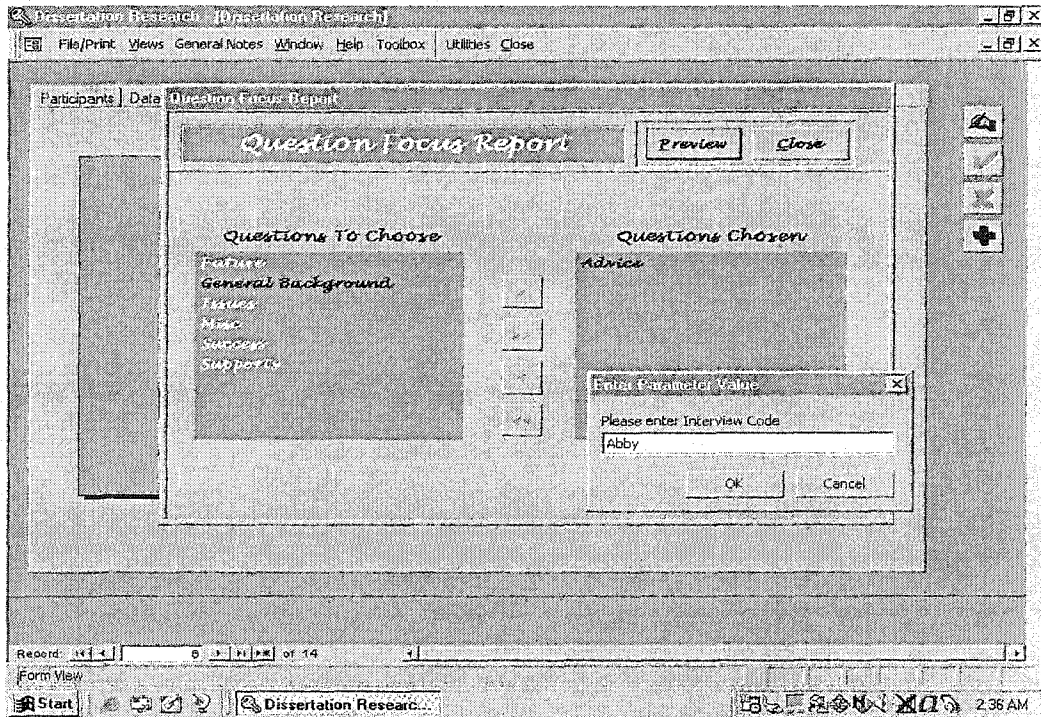 Dissertation Research - [Dissertation Research]
File/Print Views General Notes Window Help Toolbox Utilities Close
Participants Data Question Focus Report
Question Focus Report Preview Close
Questions To Choose Questions Chosen
Future Advice
General Background
Issues
Misc
Success
Supports
Enter Parameter Value
Please enter Interview Code
Abby
OK Cancel
Record: 6 of 14
Form View
Start Dissertation Researc... 2:36 AM